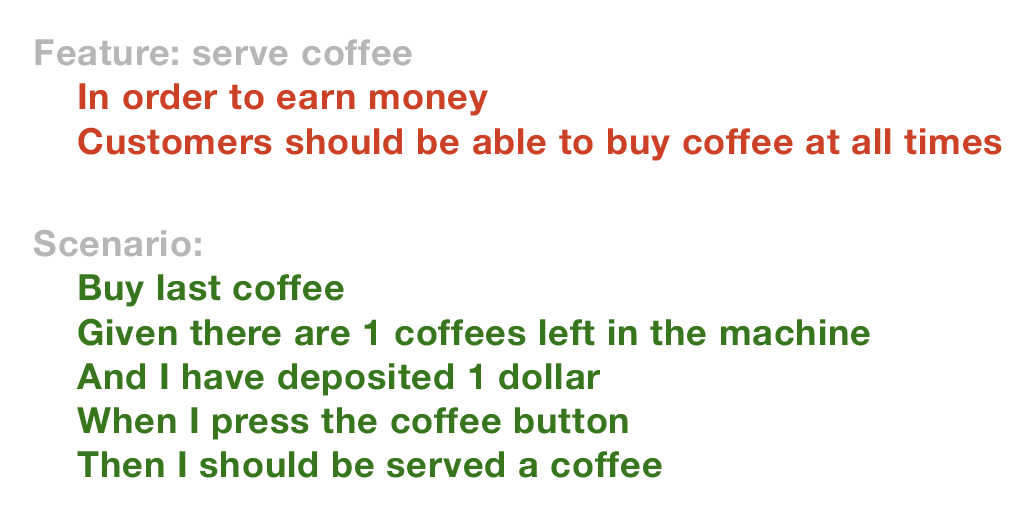 Feature: serve coffee
In order to earn money
Customers should be able to buy coffee at all times
Scenario:
Buy last coffee
Given there are 1 coffees left in the machine
And I have deposited 1 dollar
When I press the coffee button
Then I should be served a coffee